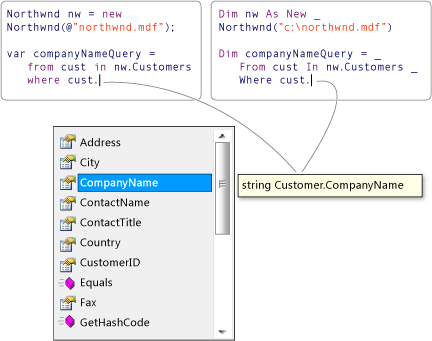 Northwnd nw = new
Northwnd(@"northwnd.mdf");
var companyNameQuery =
from cust in nw.Customers
where cust.
Dim nw As New _
Northwnd("c:\northwnd.mdf")
Dim companyNameQuery = _
From cust In nw.Customers _
Where cust.
Address
City
CompanyName
ContactName
ContactTitle
Country
CustomerID
Equals
Fax
GetHashCode
string Customer.CompanyName